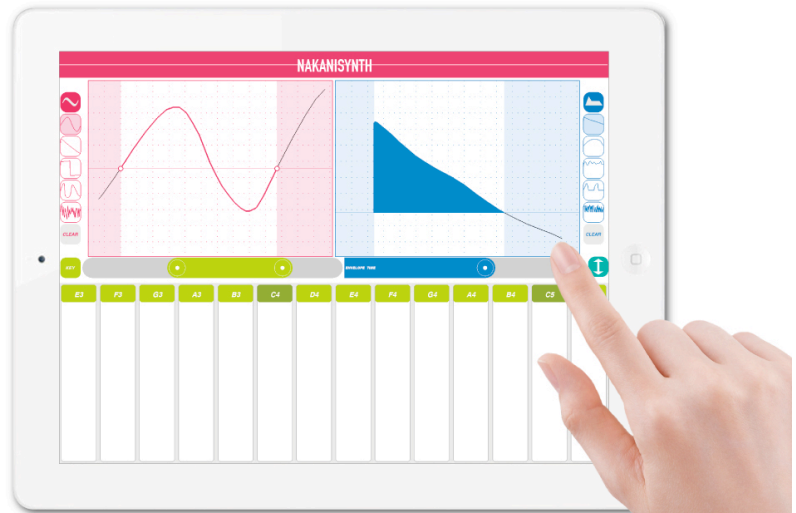 NAKANISYNTH
CLEAR
CLEAR
KEY
ENVELOPE TIME
E3 F3 G3 A3 B3 C4 D4 E4 F4 G4 A4 B4 C5